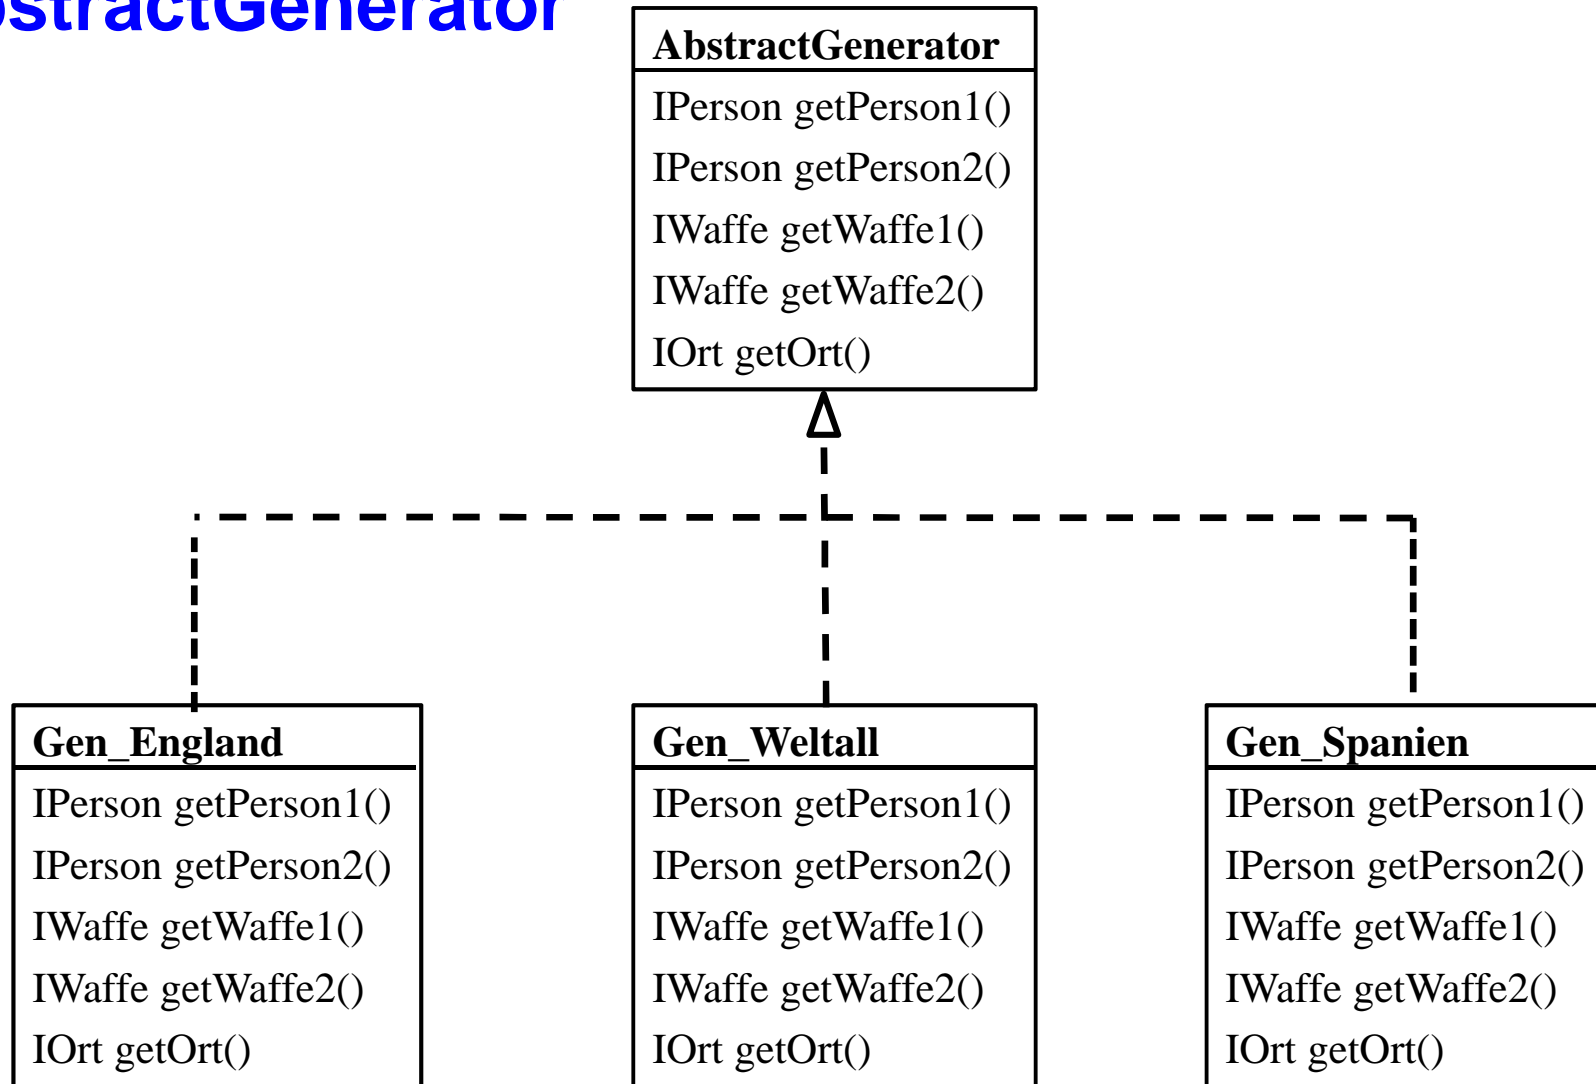 bstractGenerator
AbstractGenerator
IPerson getPerson1()
IPerson getPerson2()
IWaffe getWaffe1()
IWaffe getWaffe2()
IOrt getOrt()
Gen_England
IPerson getPerson1()
IPerson getPerson2()
IWaffe getWaffe1()
IWaffe getWaffe2()
IOrt getOrt()
Gen_Weltall
IPerson getPerson1()
IPerson getPerson2()
IWaffe getWaffe1()
IWaffe getWaffe2()
IOrt getOrt()
Gen_Spanien
IPerson getPerson1()
IPerson getPerson2()
IWaffe getWaffe1()
IWaffe getWaffe2()
IOrt getOrt()